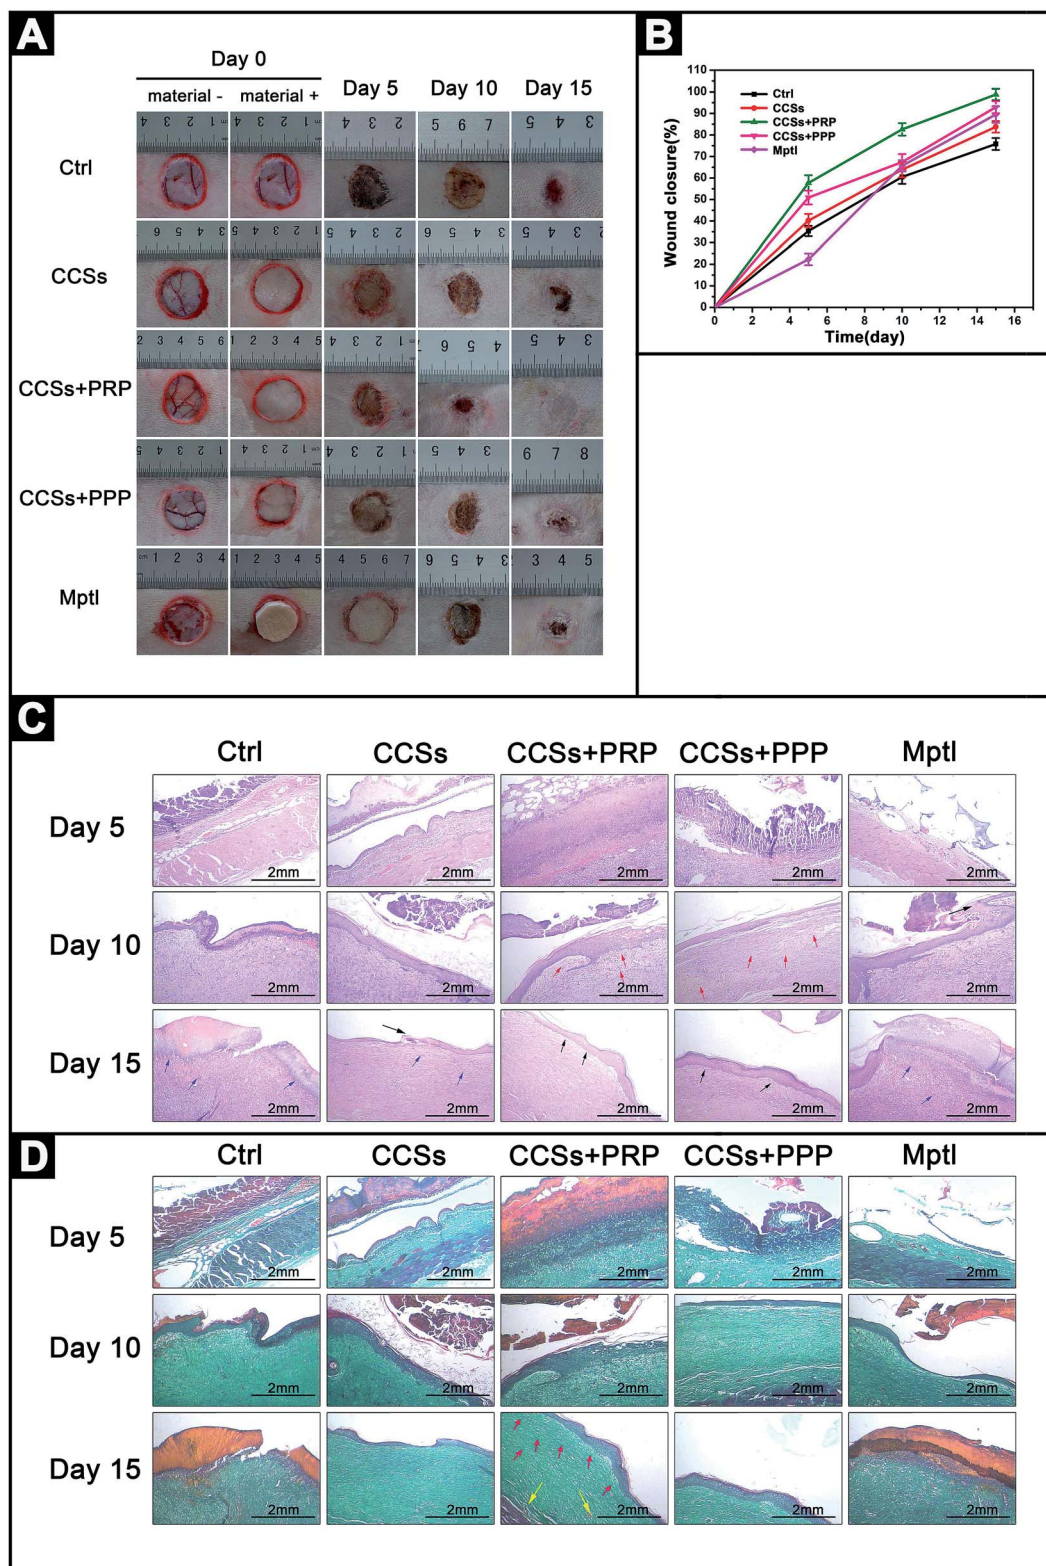 A
Day 0
material -
material +
Day 5
Day 10
Day 15
Ctrl
CCSs
CCSs+PRP
CCSs+PPP
Mptl
B
110
100
90
80
70
60
50
40
30
20
10
0
Wound closure(%)
Ctrl
CCSs
CCSs+PRP
CCSs+PPP
Mptl
0 2 4 6 8 10 12 14 16
Time(day)
C
Ctrl CCSs CCSs+PRP CCSs+PPP Mptl
Day 5
2mm 2mm 2mm 2mm 2mm
Day 10
2mm 2mm 2mm 2mm 2mm
Day 15
2mm 2mm 2mm 2mm 2mm
D
Ctrl CCSs CCSs+PRP CCSs+PPP Mptl
Day 5
2mm 2mm 2mm 2mm 2mm
Day 10
2mm 2mm 2mm 2mm 2mm
Day 15
2mm 2mm 2mm 2mm 2mm